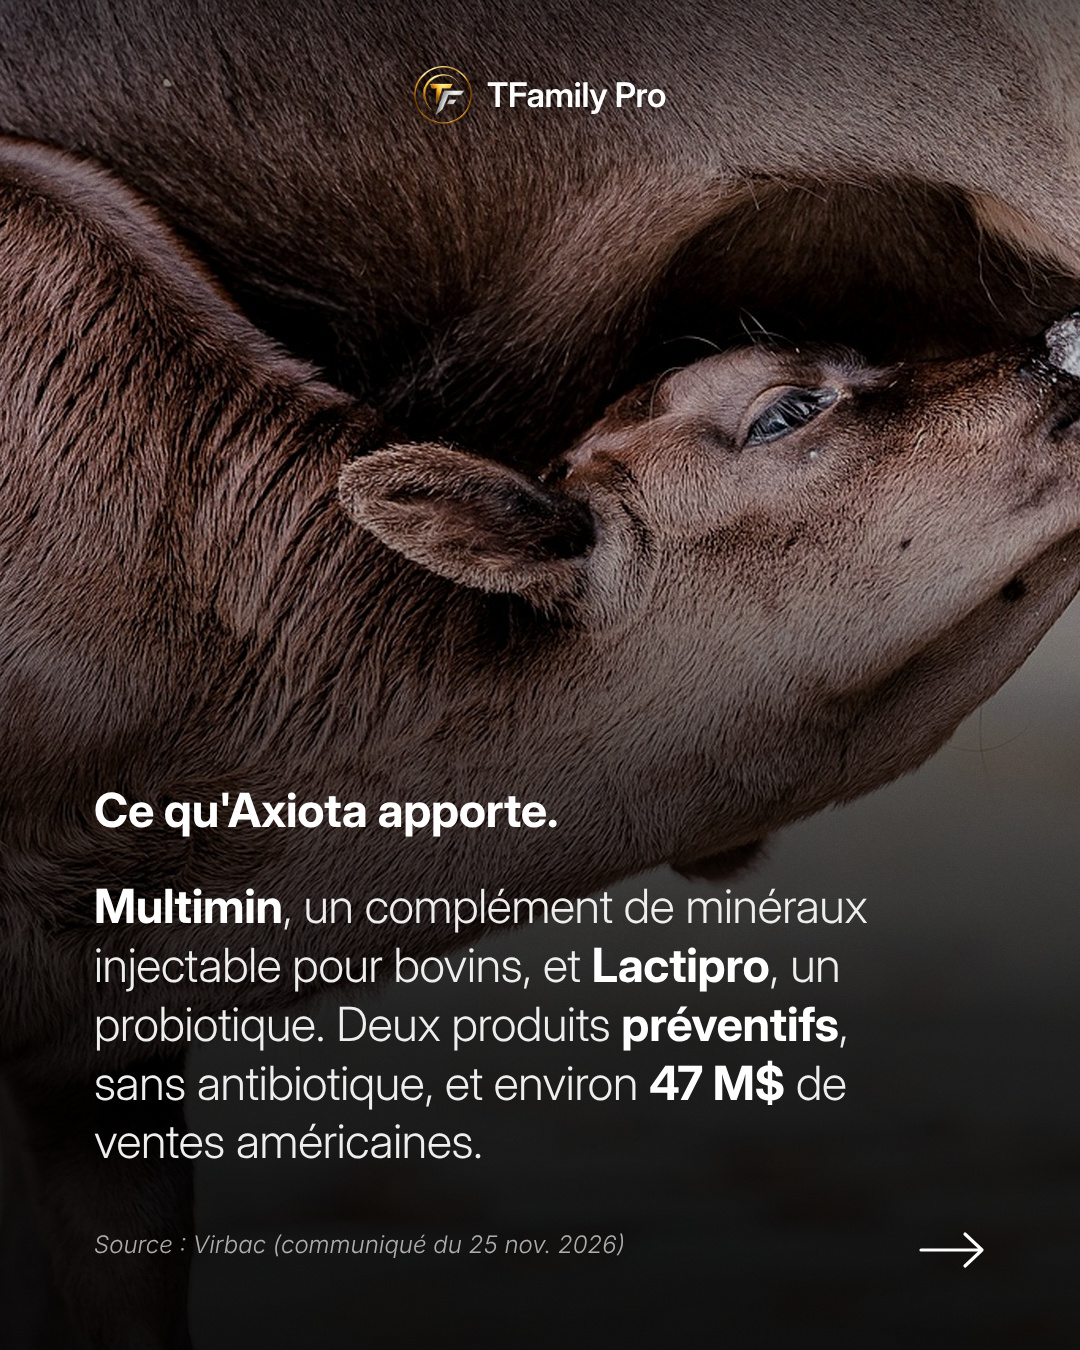 TF TFamily Pro
Ce qu'Axiota apporte.
Multimin, un complément de minéraux
injectable pour bovins, et Lactipro, un
probiotique. Deux produits préventifs,
sans antibiotique, et environ 47 M$ de
ventes américaines.
Source : Virbac (communiqué du 25 nov. 2026)